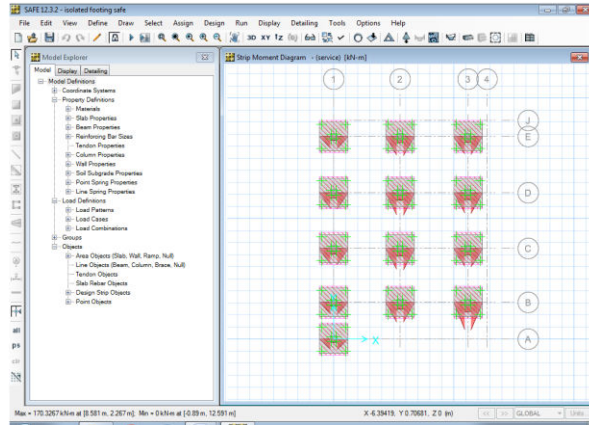 SAFE 12.3.2 - isolated footing safe
File Edit View Define Draw Select Assign Design Run Display Detailing Tools Options Help
3D XY
Model Explorer
Strip Moment Diagram - (service) [kN-m]
Model Display Detailing
Model Definitions
Coordinate Systems
Property Definitions
Materials
Slab Properties
Beam Properties
Reinforcing Bar Sizes
Tendon Properties
Column Properties
Wall Properties
Soil Subgrade Properties
Point Spring Properties
Line Spring Properties
Load Definitions
Load Patterns
Load Cases
Load Combinations
Groups
Objects
Area Objects (Slab, Wall, Ramp, Null)
Line Objects (Beam, Column, Brace, Null)
Tendon Objects
Slab Rebar Objects
Design Strip Objects
Point Objects
1 2 3 4
J
E
D
C
B
A
X
all
ps
clr
Max = 170.3267 kN-m at [8.581 m, 2.267 m]. Min = 0 kN-m at [-0.89 m, 12.591 m]
X -6.39419, Y 0.70681, Z 0 (m)
<< >> GLOBAL Units